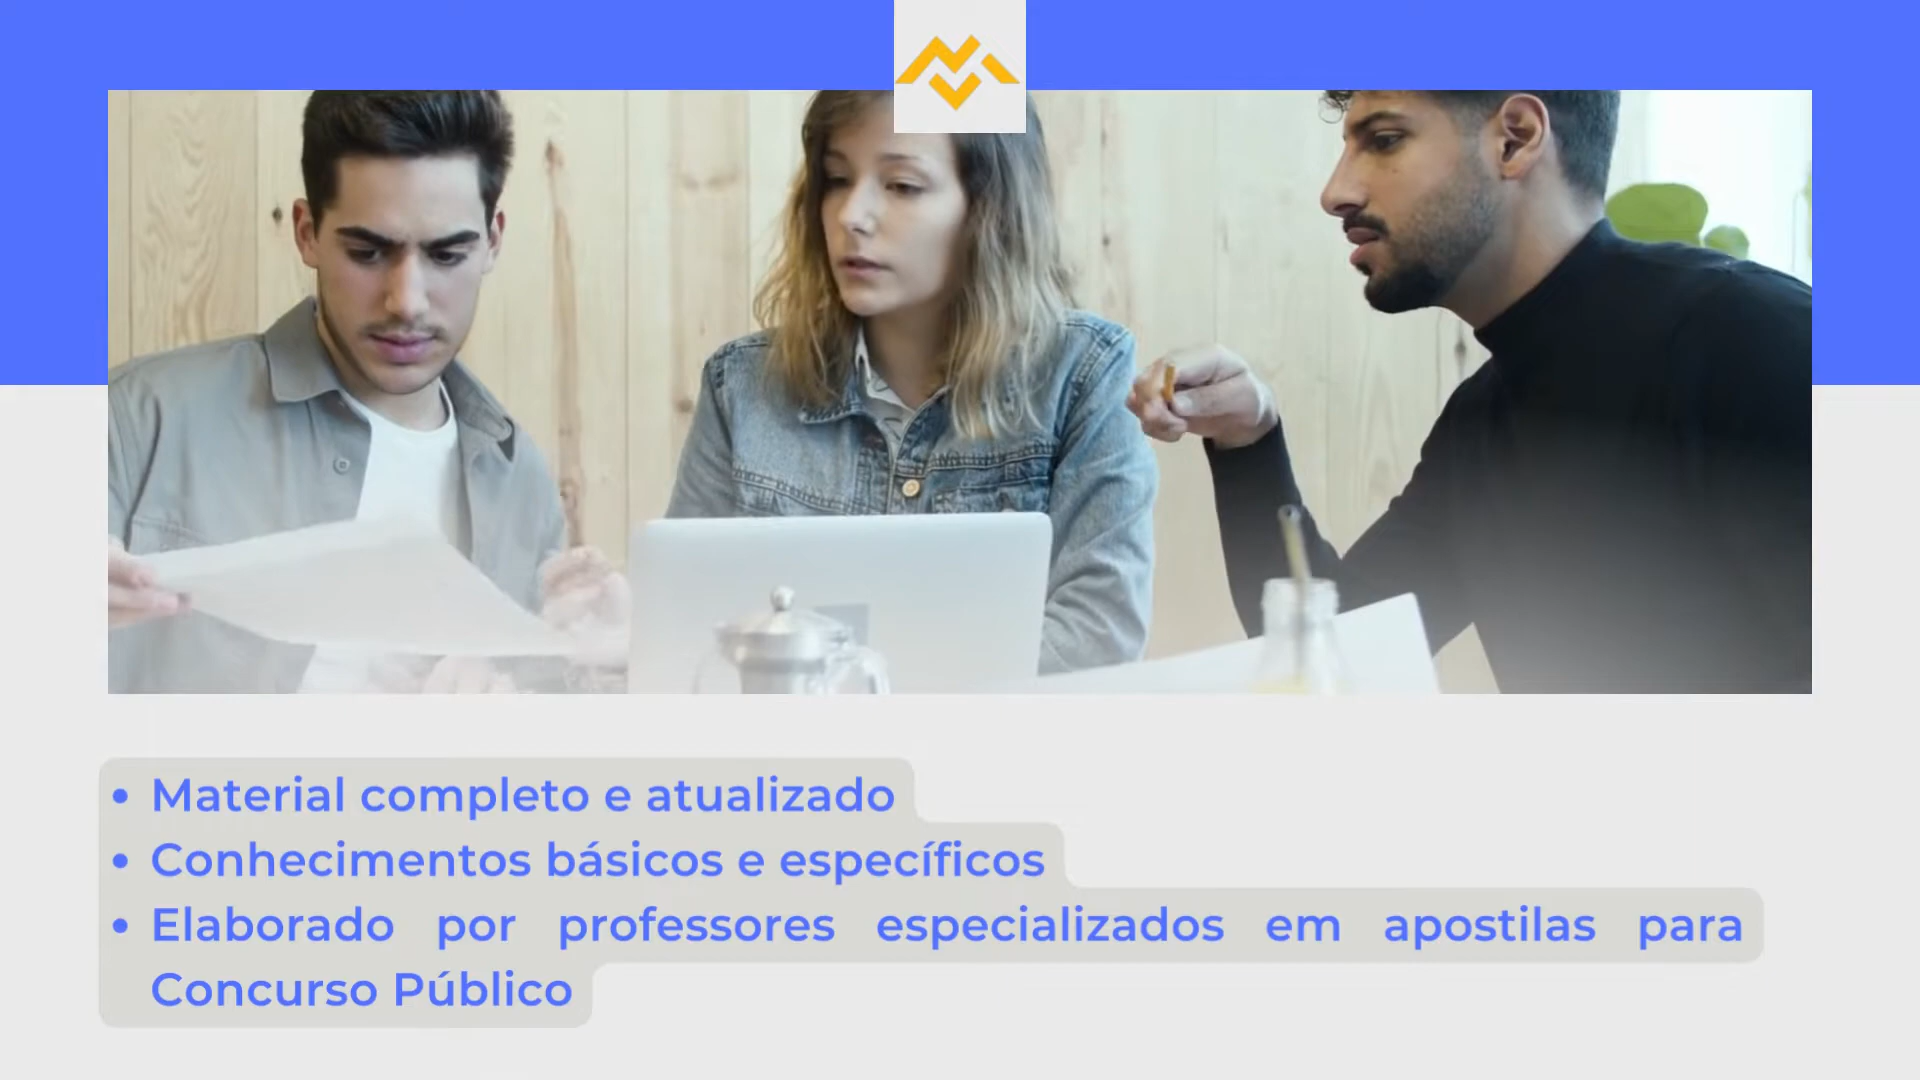 • Material completo e atualizado
• Conhecimentos básicos e específicos
• Elaborado por professores especializados em apostilas para
Concurso Público